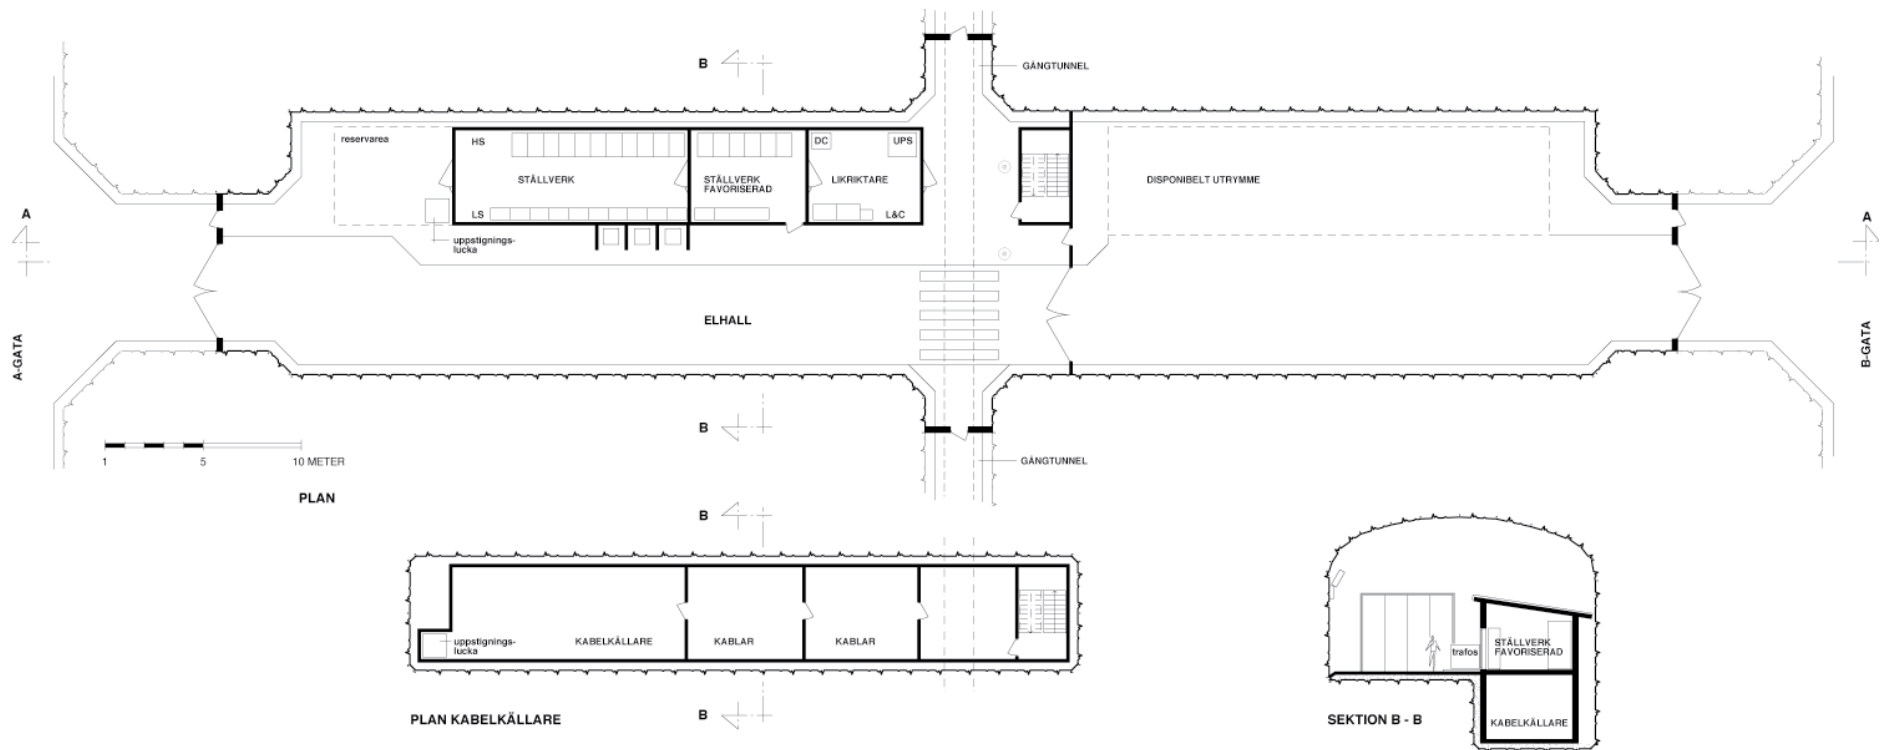 B
GÅNGTUNNEL
reservarea
HS
DC
UPS
STÄLLVERK
STÄLLVERK
FAVORISERAD
LIKRIKTARE
DISPONIBELT UTRYMME
LS
L&C
A
A
uppstignings-
lucka
ELHALL
A-GATA
B-GATA
B
1
5
10 METER
GÅNGTUNNEL
PLAN
B
uppstignings-
lucka
KABELKÄLLARE
KABLAR
KABLAR
STÄLLVERK
FAVORISERAD
trafos
B
PLAN KABELKÄLLARE
SEKTION B - B
KABELKÄLLARE